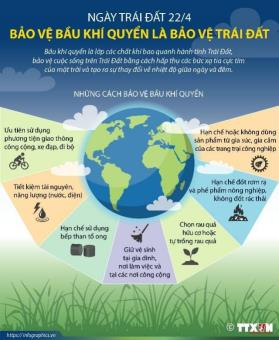 NGÀY TRÁI ĐẤT 22/4
BẢO VỆ BẦU KHÍ QUYỂN LÀ BẢO VỆ TRÁI ĐẤT
Bầu khí quyển là lớp các chất khí bao quanh hành tinh Trái Đất,
bảo vệ cuộc sống trên Trái Đất bằng cách hấp thụ các bức xạ tia cực tím
của mặt trời và tạo ra sự thay đổi về nhiệt độ giữa ngày và đêm.
NHỮNG CÁCH BẢO VỆ BẦU KHÍ QUYỂN
Ưu tiên sử dụng
phương tiện giao thông
công cộng, xe đạp, đi bộ
Hạn chế hoặc không dùng
sản phẩm từ gia súc, gia cầm
của các trang trại công nghiệp
Tiết kiệm tài nguyên,
năng lượng (nước, điện)
Hạn chế đốt rơm rạ
và phế phẩm nông nghiệp,
không đốt rác thải
Hạn chế sử dụng
bếp than tổ ong
Giữ vệ sinh
tại gia đình,
nơi làm việc và
tại các nơi công cộng
Chọn rau quả
hữu cơ hoặc
tự trồng rau quả
https://infographics.vn
© TTXVN